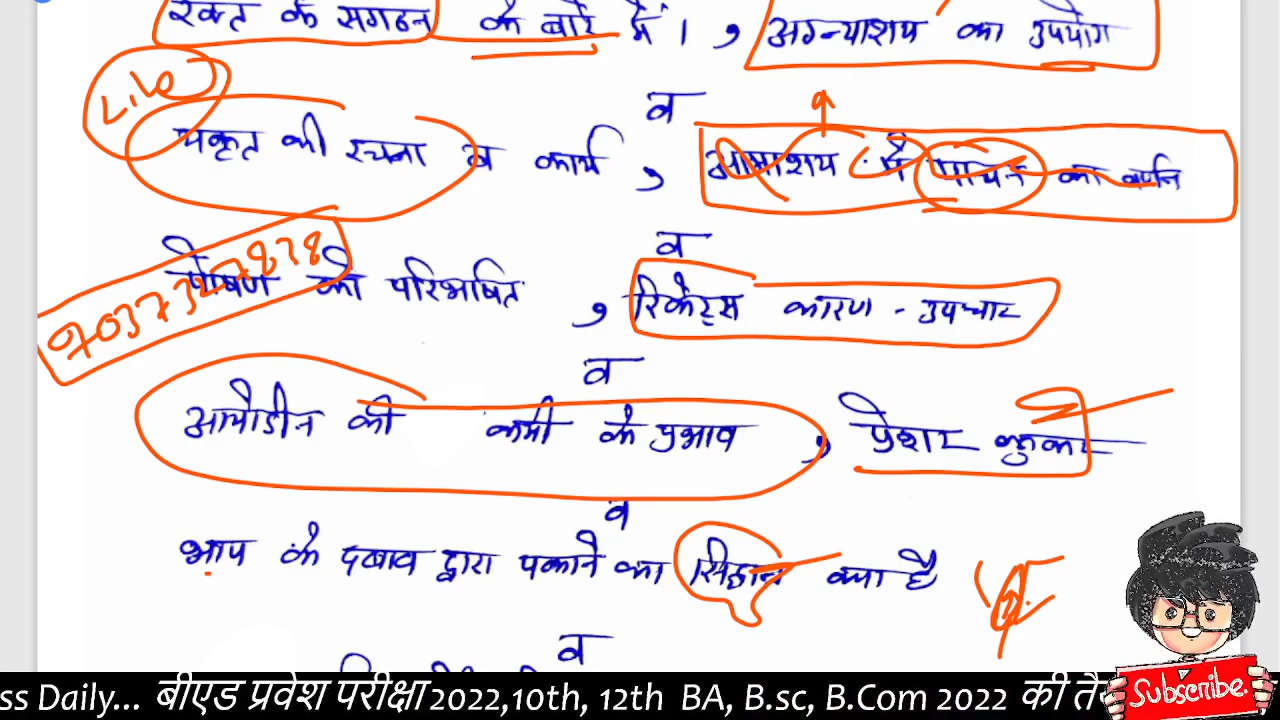 रक्त के संगठन के बारे में । , अग्न्याशय का उपयोग
व
यकृत की रचना व कार्य , आमाशय में पाचन का वर्णन
व
पोषण को परिभाषित , रिकेट्स कारण - उपचार
व
आयोडीन की कमी के प्रभाव , प्रेशर कुकर
व
भाप के दबाव द्वारा पकाने का सिद्धान्त क्या है
व
ss Daily... बीएड प्रवेश परीक्षा 2022,10th, 12th BA, B.sc, B.Com 2022 की
Subscribe.